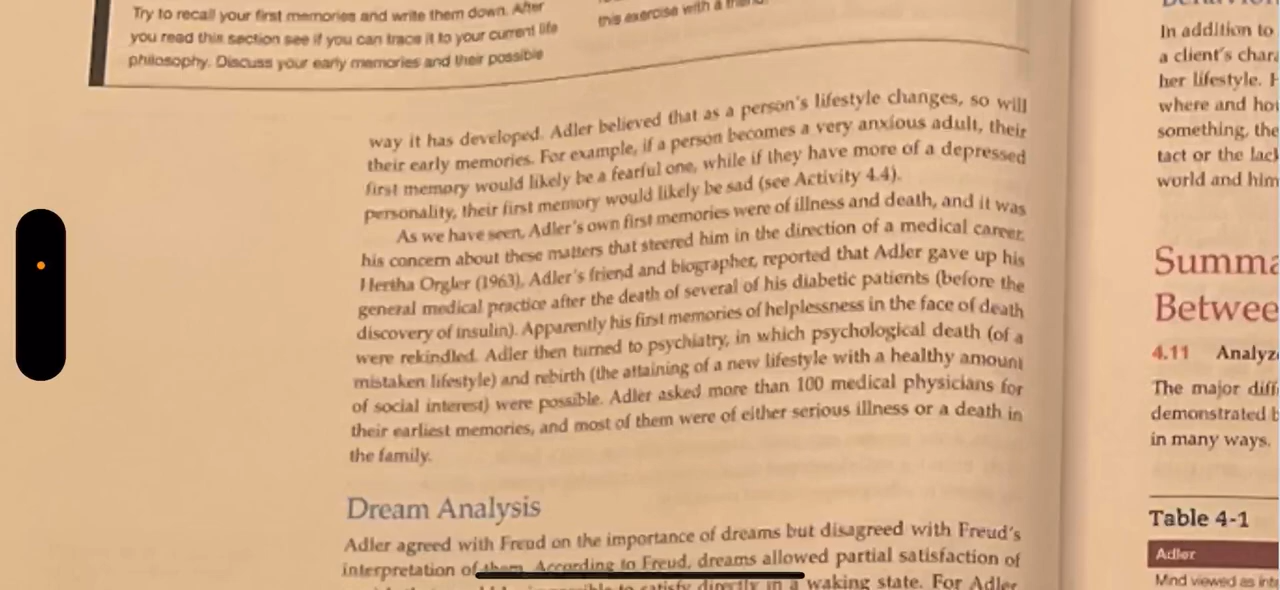 Try to recall your first memories and write them down. After
you read this section see if you can trace it to your current life
philosophy. Discuss your early memories and their possible
this exercise with a friend.
way it has developed. Adler believed that as a person's lifestyle changes, so will
their early memories. For example, if a person becomes a very anxious adult, their
first memory would likely be a fearful one, while if they have more of a depressed
personality, their first memory would likely be sad (see Activity 4.4).
As we have seen, Adler's own first memories were of illness and death, and it was
his concern about these matters that steered him in the direction of a medical career.
Hertha Orgler (1963), Adler's friend and biographer, reported that Adler gave up his
general medical practice after the death of several of his diabetic patients (before the
discovery of insulin). Apparently his first memories of helplessness in the face of death
were rekindled. Adler then turned to psychiatry, in which psychological death (of a
mistaken lifestyle) and rebirth (the attaining of a new lifestyle with a healthy amount
of social interest) were possible. Adler asked more than 100 medical physicians for
their earliest memories, and most of them were of either serious illness or a death in
the family.
Dream Analysis
Adler agreed with Freud on the importance of dreams but disagreed with Freud's
interpretation of them. According to Freud, dreams allowed partial satisfaction of
to satisfy directly in a waking state. For Adler,
In addition to
a client's char
her lifestyle. H
where and ho
something, the
tact or the lack
world and him
Summa
Betwee
4.11 Analyz
The major diff
demonstrated b
in many ways.
Table 4-1
Adler
Mind viewed as int